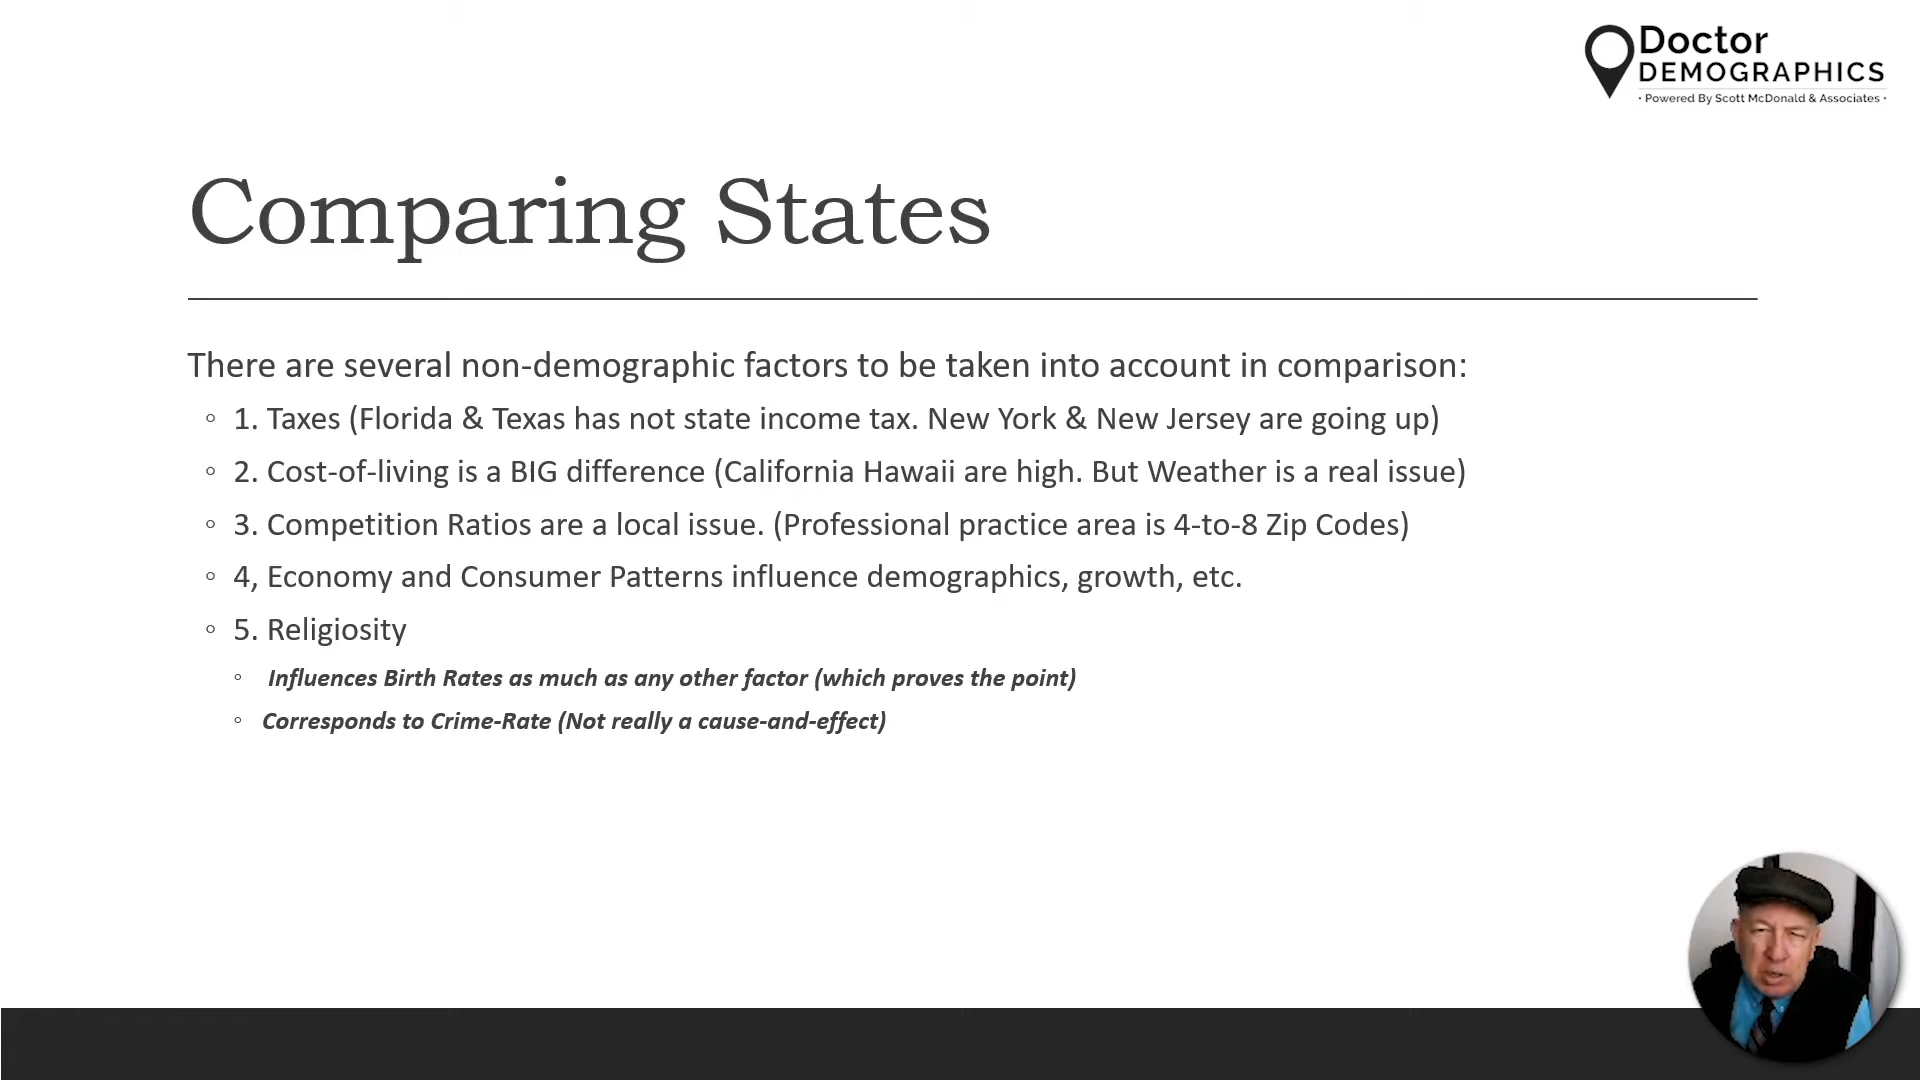 Doctor
DEMOGRAPHICS
· Powered By Scott McDonald & Associates ·
Comparing States
There are several non-demographic factors to be taken into account in comparison:
◦ 1. Taxes (Florida & Texas has not state income tax. New York & New Jersey are going up)
◦ 2. Cost-of-living is a BIG difference (California Hawaii are high. But Weather is a real issue)
◦ 3. Competition Ratios are a local issue. (Professional practice area is 4-to-8 Zip Codes)
◦ 4, Economy and Consumer Patterns influence demographics, growth, etc.
◦ 5. Religiosity
◦ Influences Birth Rates as much as any other factor (which proves the point)
◦ Corresponds to Crime-Rate (Not really a cause-and-effect)